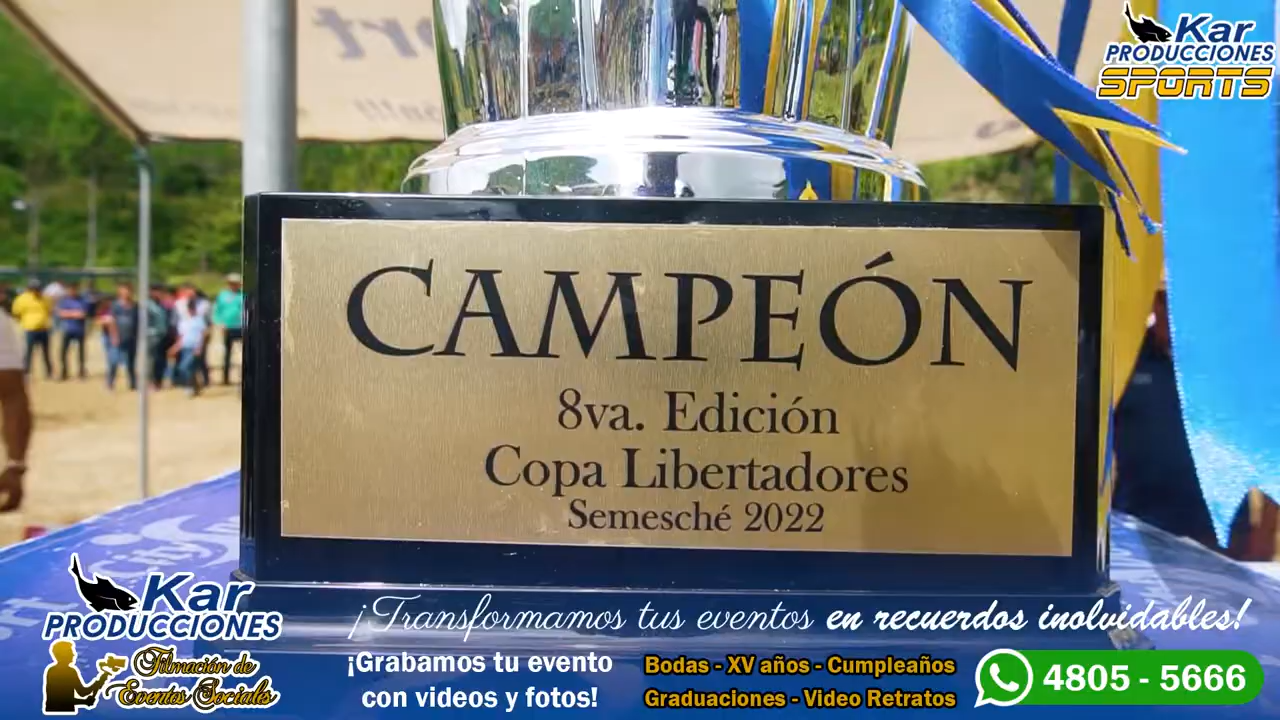 Kar
PRODUCCIONES
SPORTS
CAMPEÓN
8va. Edición
Copa Libertadores
Semesché 2022
City
Kar
PRODUCCIONES
Filmación de
Eventos Sociales
¡Transformamos tus eventos en recuerdos inolvidables!
¡Grabamos tu evento
con videos y fotos!
Bodas - XV años - Cumpleaños
Graduaciones - Video Retratos
4805 - 5666